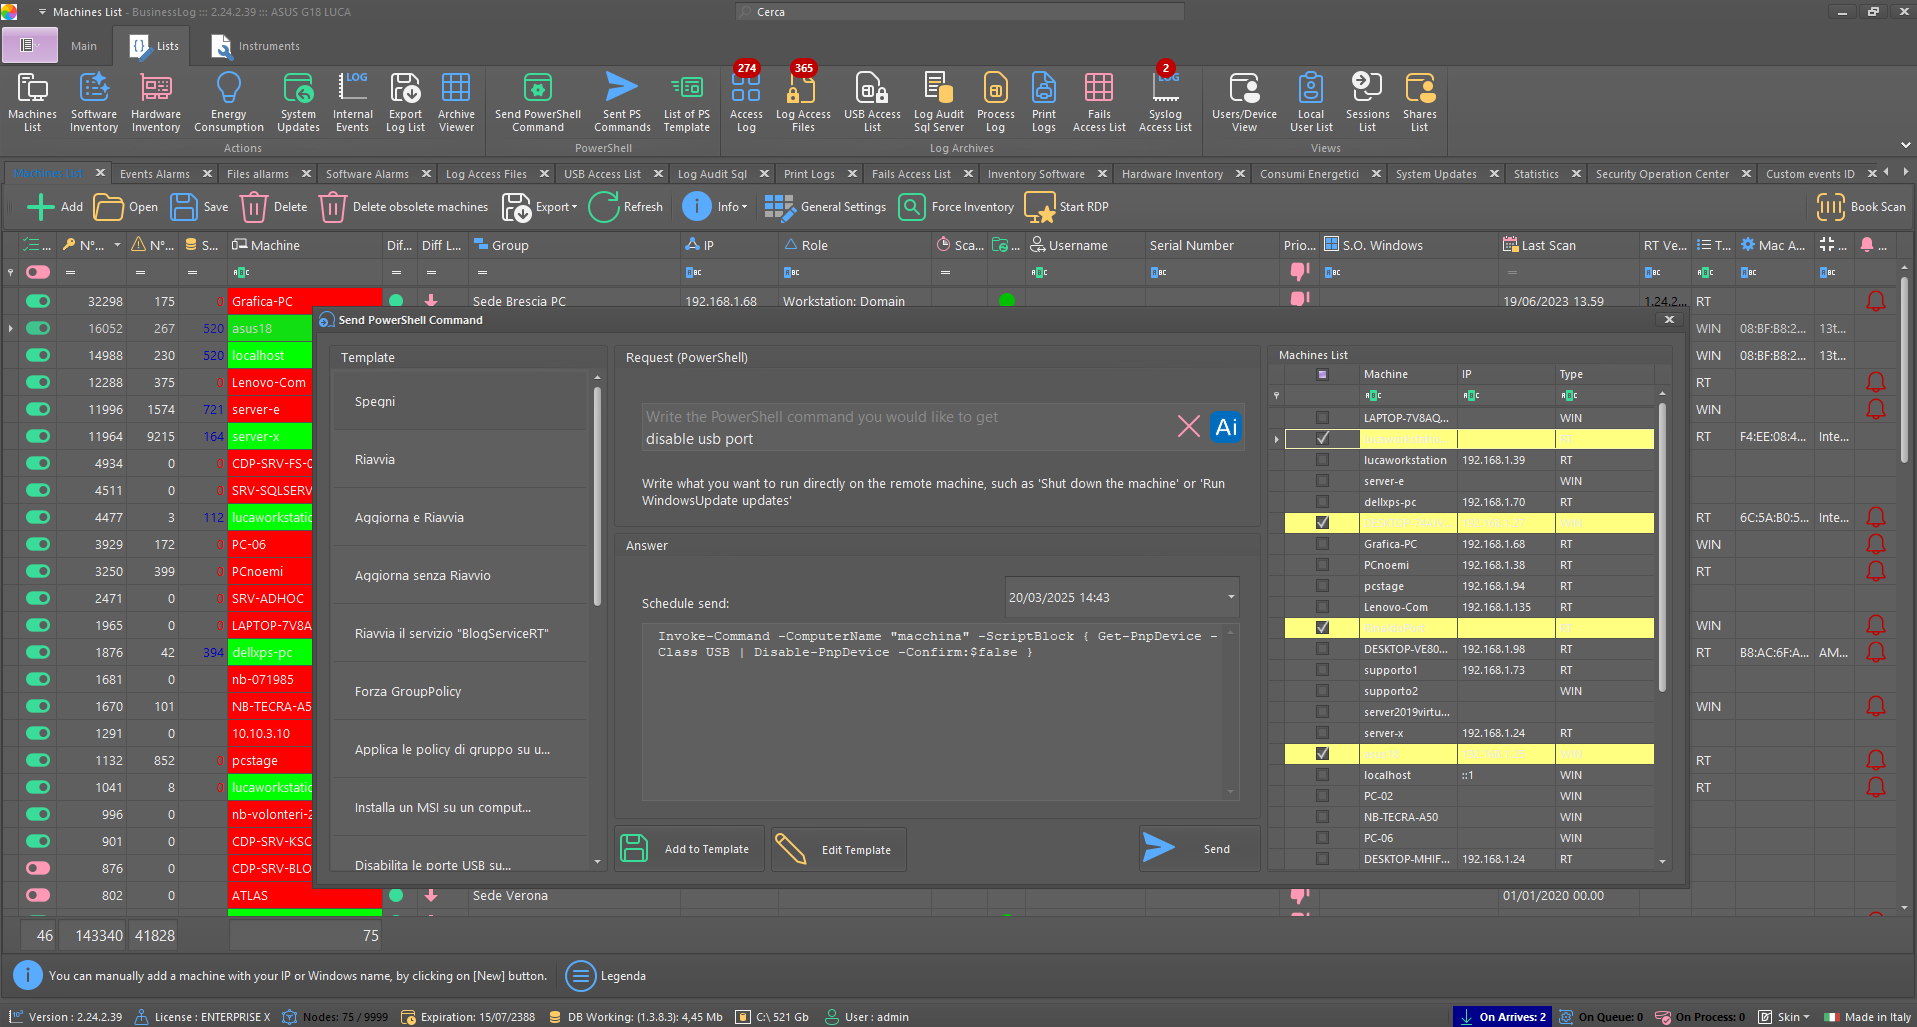 Machines List - BusinessLog ::: 2.24.2.39 ::: ASUS G18 LUCA
Cerca
Main
Lists
Instruments
274
365
2
Machines List
Software Inventory
Hardware Inventory
Energy Consumption
System Updates
Internal Events
Export Log List
Archive Viewer
Send PowerShell Command
Sent PS Commands
List of PS Template
Access Log
Log Access Files
USB Access List
Log Audit Sql Server
Process Log
Print Logs
Fails Access List
Syslog Access List
Users/Device View
Local User List
Sessions List
Shares List
Actions
PowerShell
Log Archives
Views
Machines List
Events Alarms
Files allarms
Software Alarms
Log Access Files
USB Access List
Log Audit Sql
Print Logs
Fails Access List
Inventory Software
Hardware Inventory
Consumi Energetici
System Updates
Statistics
Security Operation Center
Custom events ID
Add
Open
Save
Delete
Delete obsolete machines
Export
Refresh
Info
General Settings
Force Inventory
Start RDP
Book Scan
... N°... N°... S... Machine Dif... Diff L... Group IP Role Sca... ... Username Serial Number Prio... S.O. Windows Last Scan RT Ve... T... Mac A... ... ...
32298 175 0 Grafica-PC Sede Brescia PC 192.168.1.68 Workstation: Domain 19/06/2023 13.59 1.24.2... RT
16052 267 520 asus18 WIN 08:BF:B8:2... 13t...
14988 230 520 localhost WIN 08:BF:B8:2... 13t...
12288 375 0 Lenovo-Com RT
11996 1574 721 server-e WIN
11964 9215 164 server-x RT F4:EE:08:4... Inte...
4934 0 0 CDP-SRV-FS-0
4511 0 0 SRV-SQLSERV
4477 3 112 lucaworkstatio RT 6C:5A:B0:5... Inte...
3929 172 0 PC-06 WIN
3250 399 0 PCnoemi RT
2471 0 0 SRV-ADHOC
1965 0 0 LAPTOP-7V8A WIN
1876 42 394 dellxps-pc RT B8:AC:6F:A... AM...
1681 0 nb-071985
1670 101 NB-TECRA-A50 WIN
1291 0 10.10.3.10
1132 852 0 pcstage RT
1041 8 0 lucaworkstatio RT
996 0 nb-volonteri-2
901 0 CDP-SRV-KSC
876 0 CDP-SRV-BLO
802 0 ATLAS Sede Verona 01/01/2020 00.00
46 143340 41828 75
Send PowerShell Command
Template
Spegni
Riavvia
Aggiorna e Riavvia
Aggiorna senza Riavvio
Riavvia il servizio "BlogServiceRT"
Forza GroupPolicy
Applica le policy di gruppo su u...
Installa un MSI su un comput...
Disabilita le porte USB su...
Request (PowerShell)
Write the PowerShell command you would like to get
disable usb port
Ai
Write what you want to run directly on the remote machine, such as 'Shut down the machine' or 'Run
WindowsUpdate updates'
Answer
Schedule send:
20/03/2025 14:43
Invoke-Command -ComputerName "macchina" -ScriptBlock { Get-PnpDevice -
Class USB | Disable-PnpDevice -Confirm:$false }
Add to Template
Edit Template
Send
Machines List
Machine IP Type
LAPTOP-7V8AQ... WIN
lucaworkstation 192.168.1.39 RT
server-e WIN
dellxps-pc 192.168.1.70 RT
Grafica-PC 192.168.1.68 RT
PCnoemi 192.168.1.38 RT
pcstage 192.168.1.94 RT
Lenovo-Com 192.168.1.135 RT
DESKTOP-VE80... 192.168.1.98 RT
supporto1 192.168.1.73 RT
supporto2 WIN
server2019virtu...
server-x 192.168.1.24 RT
localhost ::1 WIN
PC-02 WIN
NB-TECRA-A50 WIN
PC-06 WIN
DESKTOP-MHIF... 192.168.1.24 RT
You can manually add a machine with your IP or Windows name, by clicking on [New] button.
Legenda
Version : 2.24.2.39
License : ENTERPRISE X
Nodes: 75 / 9999
Expiration: 15/07/2388
DB Working: (1.3.8.3): 4,45 Mb
C:\ 521 Gb
User : admin
On Arrives: 2
On Queue: 0
On Process: 0
Skin
Made in Italy